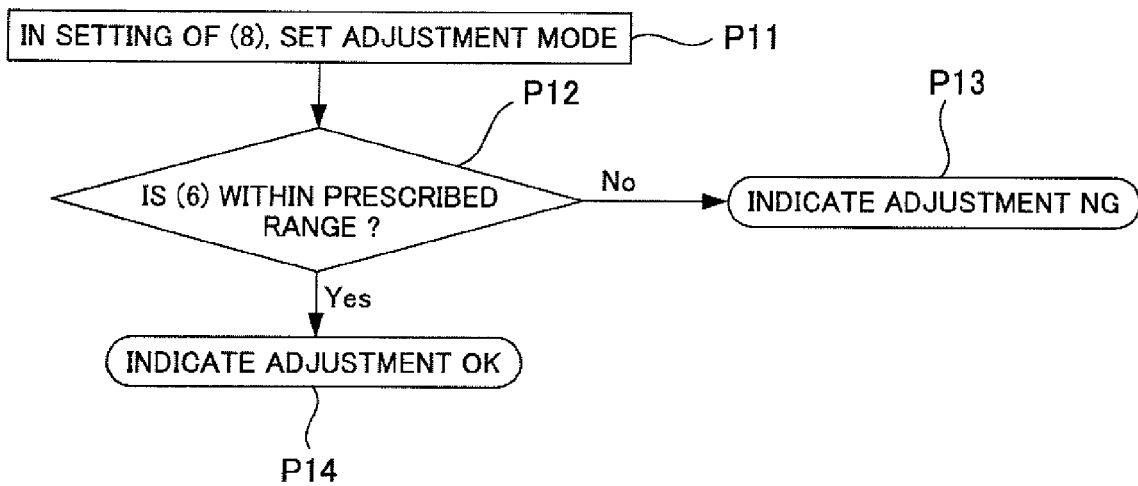 IN SETTING OF (8), SET ADJUSTMENT MODE
P11
P12
P13
IS (6) WITHIN PRESCRIBED
RANGE ?
No
INDICATE ADJUSTMENT NG
Yes
INDICATE ADJUSTMENT OK
P14